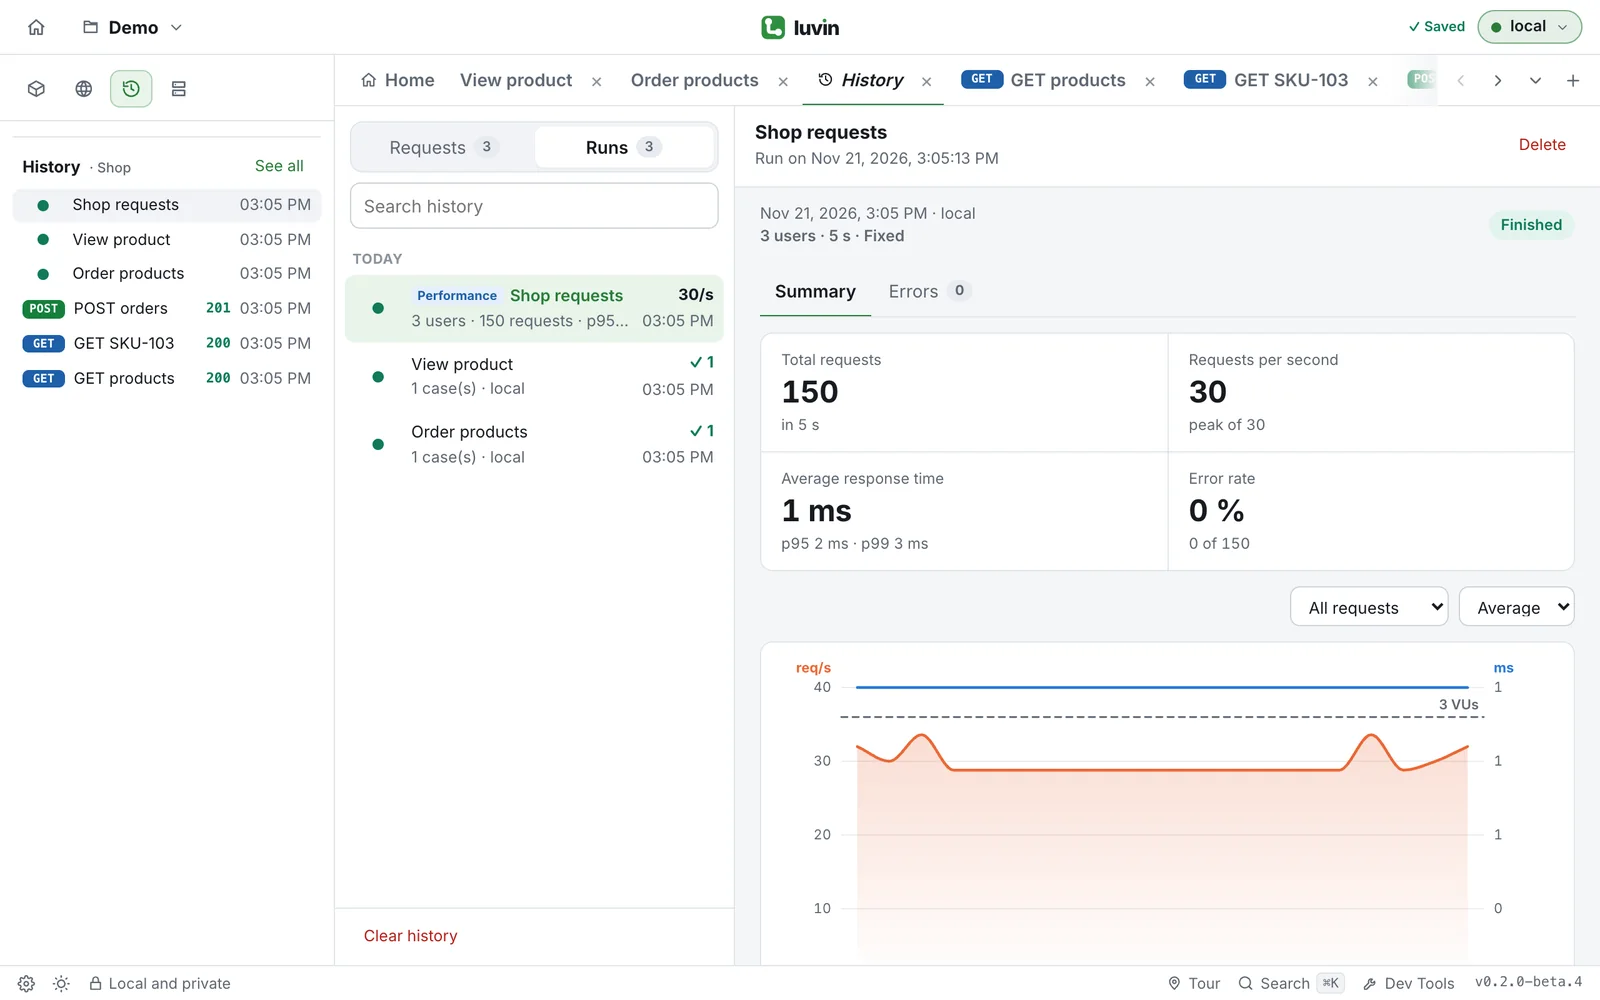 Demo
luvin
Saved
local
Home
View product
Order products
History
GET GET products
GET GET SKU-103
POS
History · Shop
See all
Shop requests 03:05 PM
View product 03:05 PM
Order products 03:05 PM
POST POST orders 201 03:05 PM
GET GET SKU-103 200 03:05 PM
GET GET products 200 03:05 PM
Requests 3
Runs 3
Search history
TODAY
Performance Shop requests 30/s
3 users · 150 requests · p95... 03:05 PM
View product 1
1 case(s) · local 03:05 PM
Order products 1
1 case(s) · local 03:05 PM
Clear history
Shop requests
Run on Nov 21, 2026, 3:05:13 PM
Delete
Nov 21, 2026, 3:05 PM · local
3 users · 5 s · Fixed
Finished
Summary
Errors 0
Total requests
150
in 5 s
Requests per second
30
peak of 30
Average response time
1 ms
p95 2 ms · p99 3 ms
Error rate
0 %
0 of 150
All requests
Average
req/s
ms
40
1
3 VUs
30
1
20
1
10
0
Local and private
Tour
Search ⌘K
Dev Tools
v0.2.0-beta.4